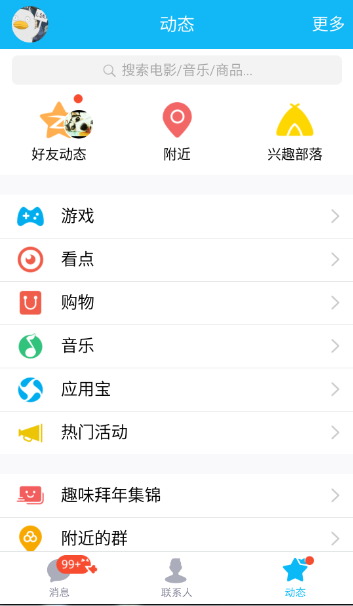 动态
更多
搜索电影/音乐/商品...
好友动态
附近
兴趣部落
游戏
看点
购物
音乐
应用宝
热门活动
趣味拜年集锦
附近的群
99+
消息
联系人
动态